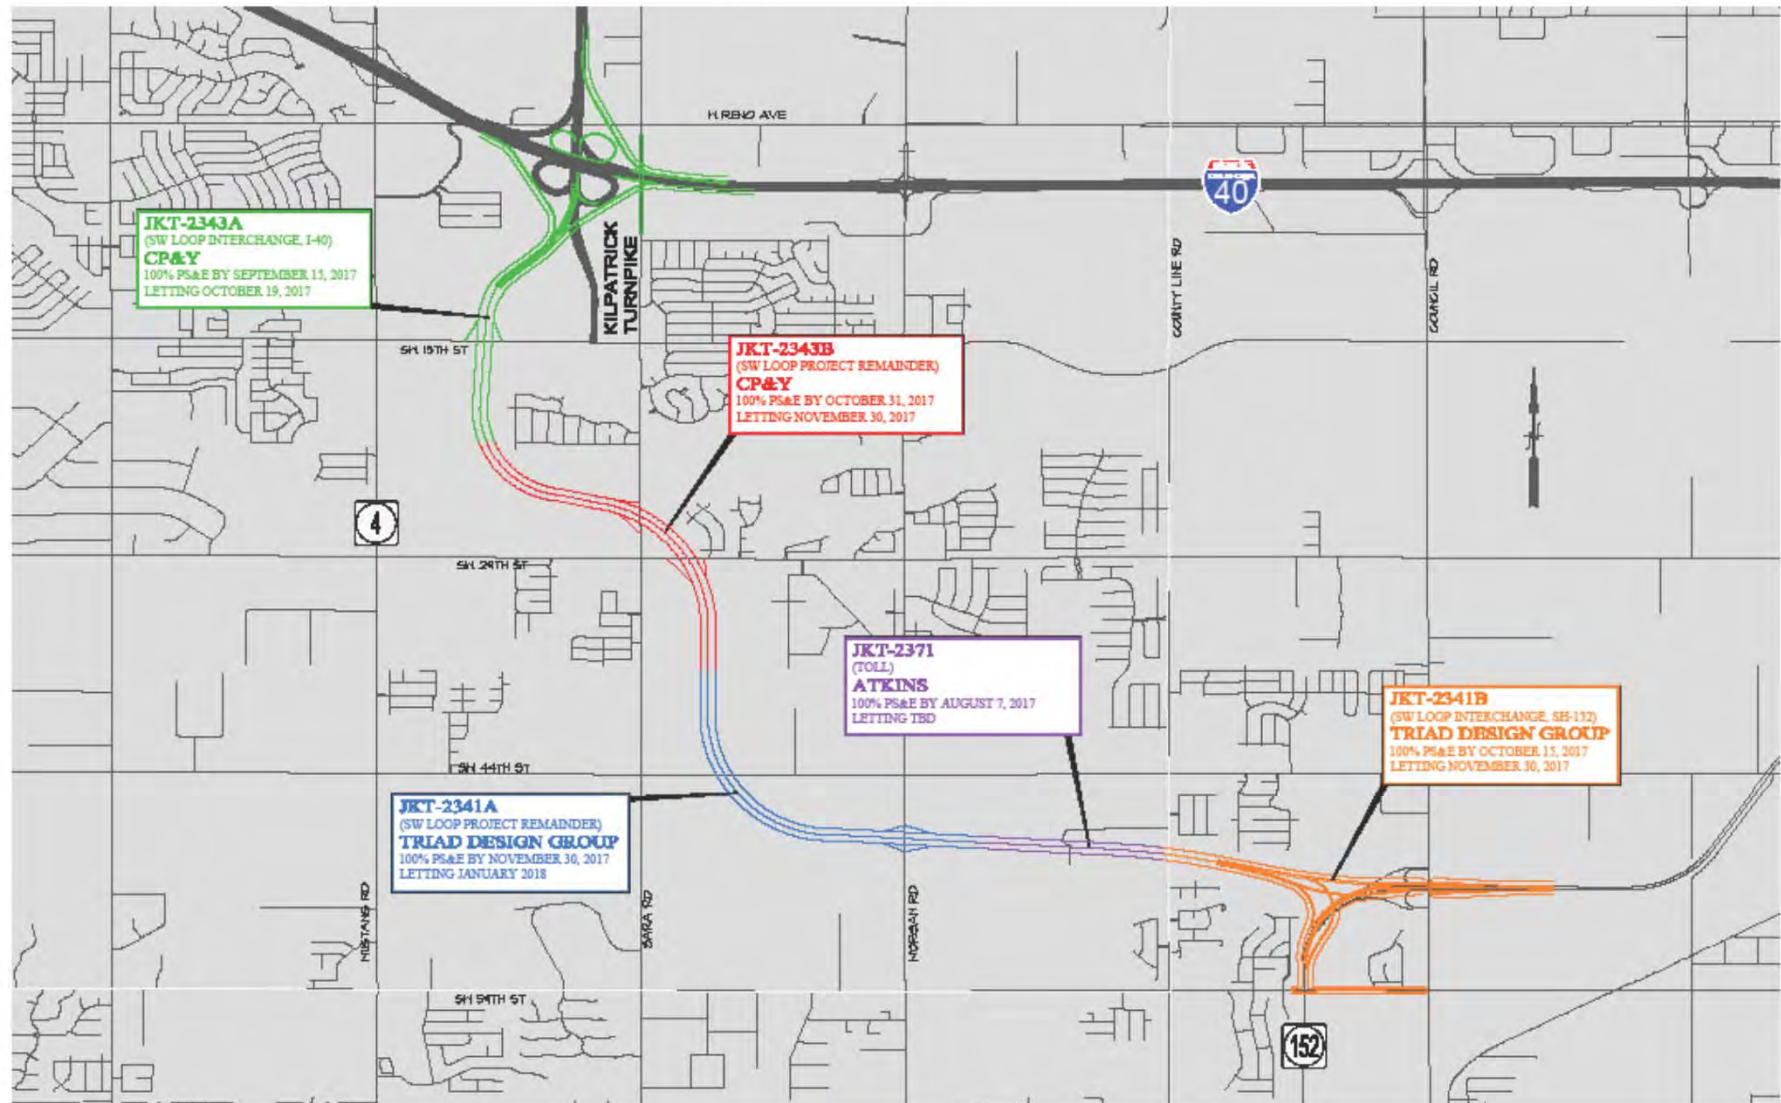 W. RENO AVE
40
JKT-2343A
(SW LOOP INTERCHANGE, I-40)
CP&Y
100% PS&E BY SEPTEMBER 15, 2017
LETTING OCTOBER 19, 2017
KILPATRICK
TURNPIKE
COUNTY LINE RD
COUNCIL RD
SW. 15TH ST
JKT-2343B
(SW LOOP PROJECT REMAINDER)
CP&Y
100% PS&E BY OCTOBER 31, 2017
LETTING NOVEMBER 30, 2017
4
SW. 29TH ST
JKT-2371
(TOLL)
ATKINS
100% PS&E BY AUGUST 7, 2017
LETTING TBD
JKT-2341B
(SW LOOP INTERCHANGE, SH-152)
TRIAD DESIGN GROUP
100% PS&E BY OCTOBER 15, 2017
LETTING NOVEMBER 30, 2017
SW. 44TH ST
JKT-2341A
(SW LOOP PROJECT REMAINDER)
TRIAD DESIGN GROUP
100% PS&E BY NOVEMBER 30, 2017
LETTING JANUARY 2018
MUSTANG RD
SARA RD
MORGAN RD
SW 59TH ST
152